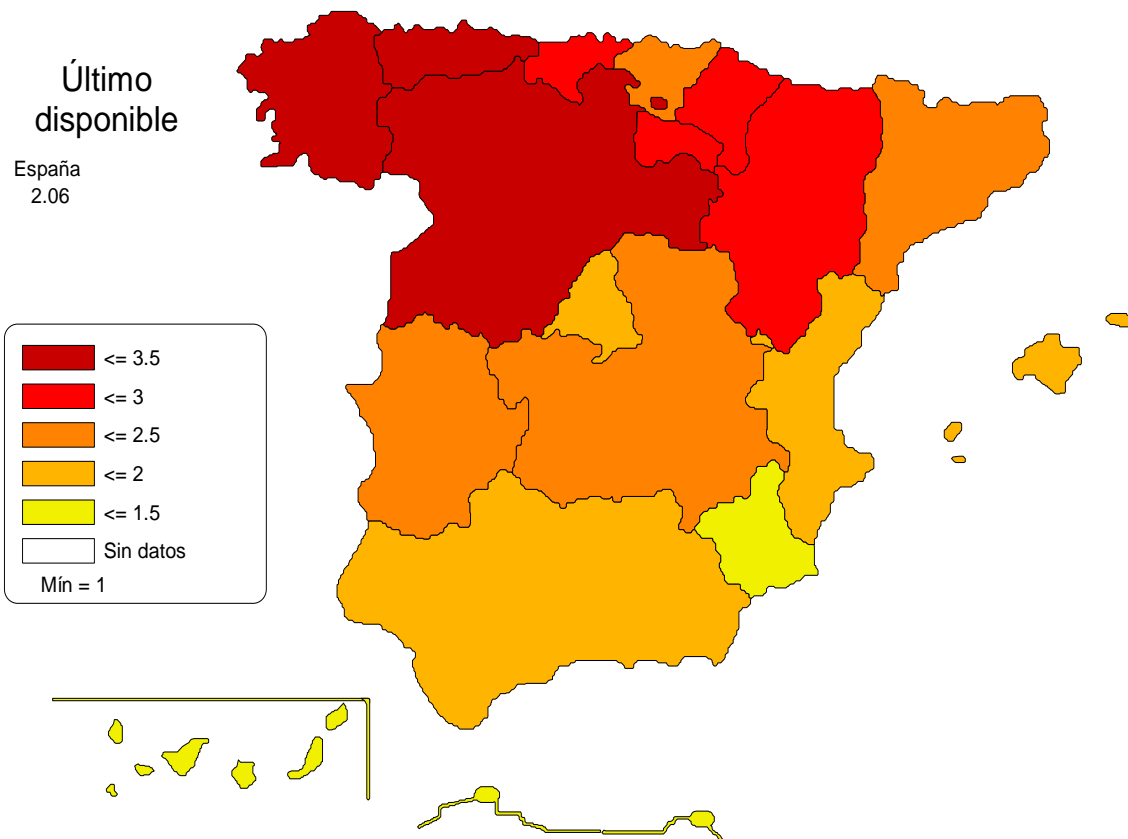 Último
disponible
España
2.06
<= 3.5
<= 3
<= 2.5
<= 2
<= 1.5
Sin datos
Mín = 1